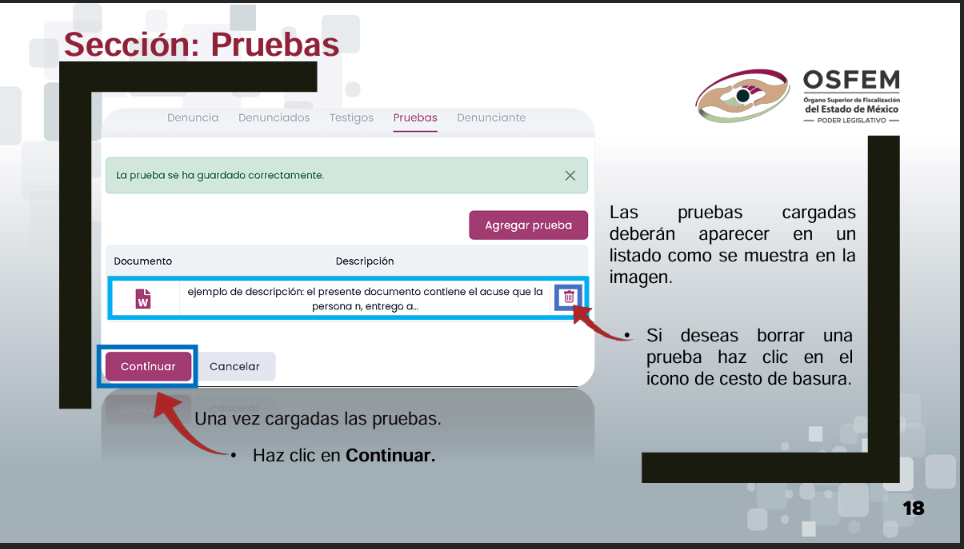 Sección: Pruebas
OSFEM
Órgano Superior de Fiscalización
del Estado de México
— PODER LEGISLATIVO —
Denuncia Denunciados Testigos Pruebas Denunciante
La prueba se ha guardado correctamente.
Agregar prueba
Documento Descripción
W ejemplo de descripción: el presente documento contiene el acuse que la
persona n, entrego a...
Continuar Cancelar
Las pruebas cargadas
deberán aparecer en un
listado como se muestra en la
imagen.
• Si deseas borrar una
prueba haz clic en el
icono de cesto de basura.
Una vez cargadas las pruebas.
• Haz clic en Continuar.
18